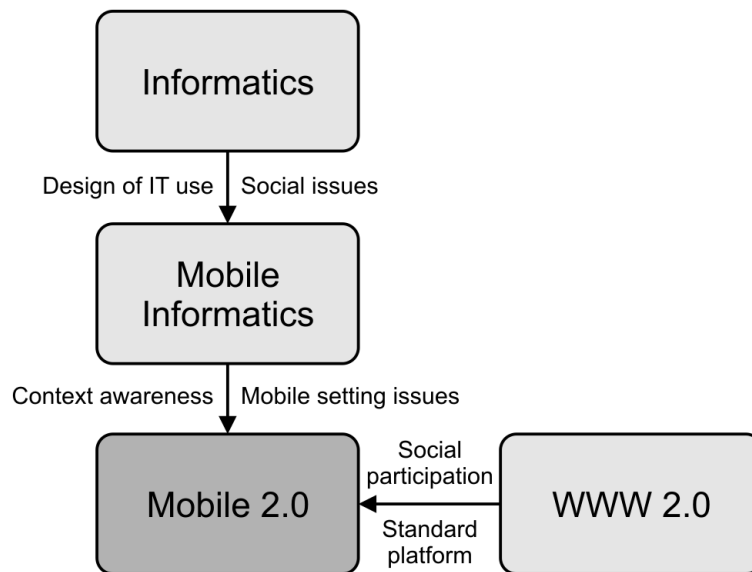 Informatics
Design of IT use
Social issues
Mobile
Informatics
Context awareness
Mobile setting issues
Mobile 2.0
Social
participation
Standard
platform
WWW 2.0